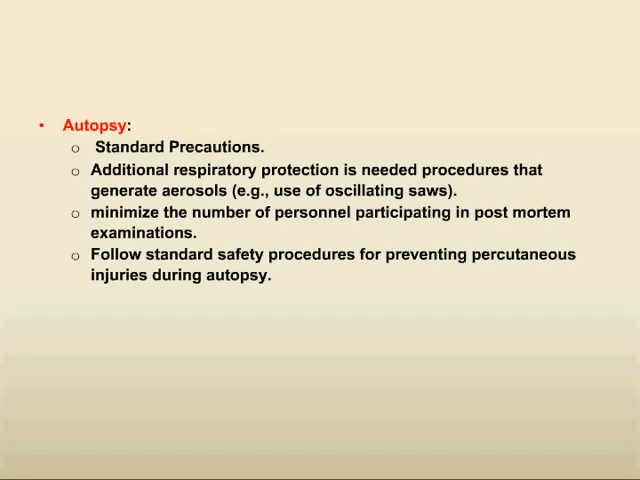 • Autopsy:
o Standard Precautions.
o Additional respiratory protection is needed procedures that
generate aerosols (e.g., use of oscillating saws).
o minimize the number of personnel participating in post mortem
examinations.
o Follow standard safety procedures for preventing percutaneous
injuries during autopsy.